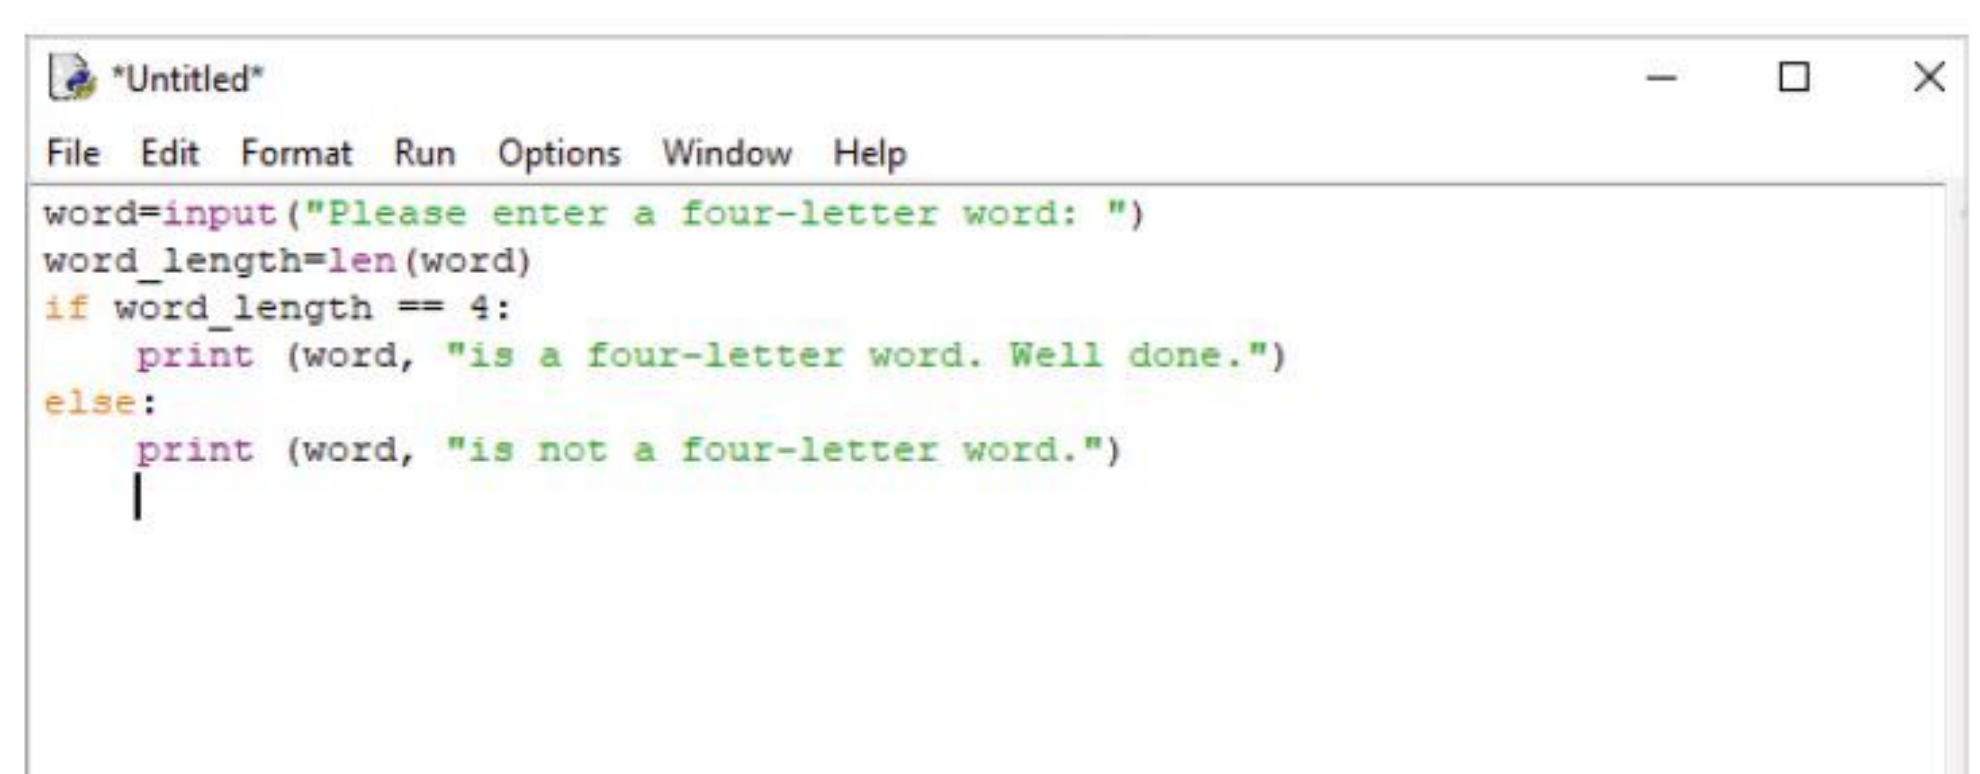 *Untitled*
File Edit Format Run Options Window Help
word=input("Please enter a four-letter word: ")
word_length=len(word)
if word_length == 4:
    print (word, "is a four-letter word. Well done.")
else:
    print (word, "is not a four-letter word.")